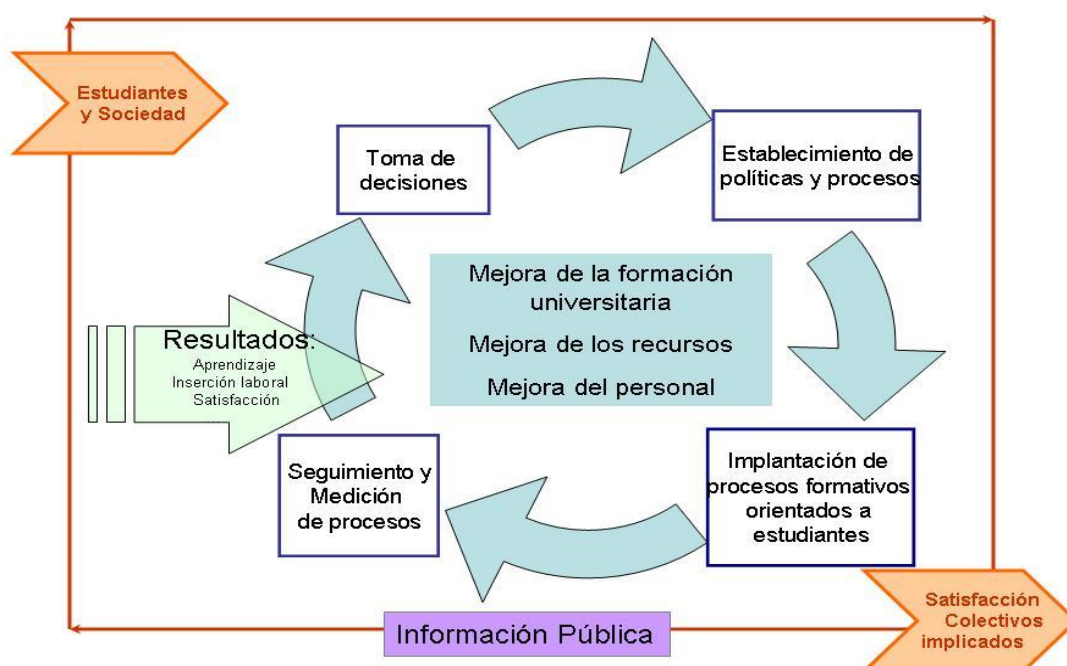 Estudiantes
y Sociedad
Toma de
decisiones
Establecimiento de
políticas y procesos
Mejora de la formación
universitaria
Mejora de los recursos
Mejora del personal
Resultados:
Aprendizaje
Inserción laboral
Satisfacción
...
Seguimiento y
Medición
de procesos
Implantación de
procesos formativos
orientados a
estudiantes
Información Pública
Satisfacción
Colectivos
implicados